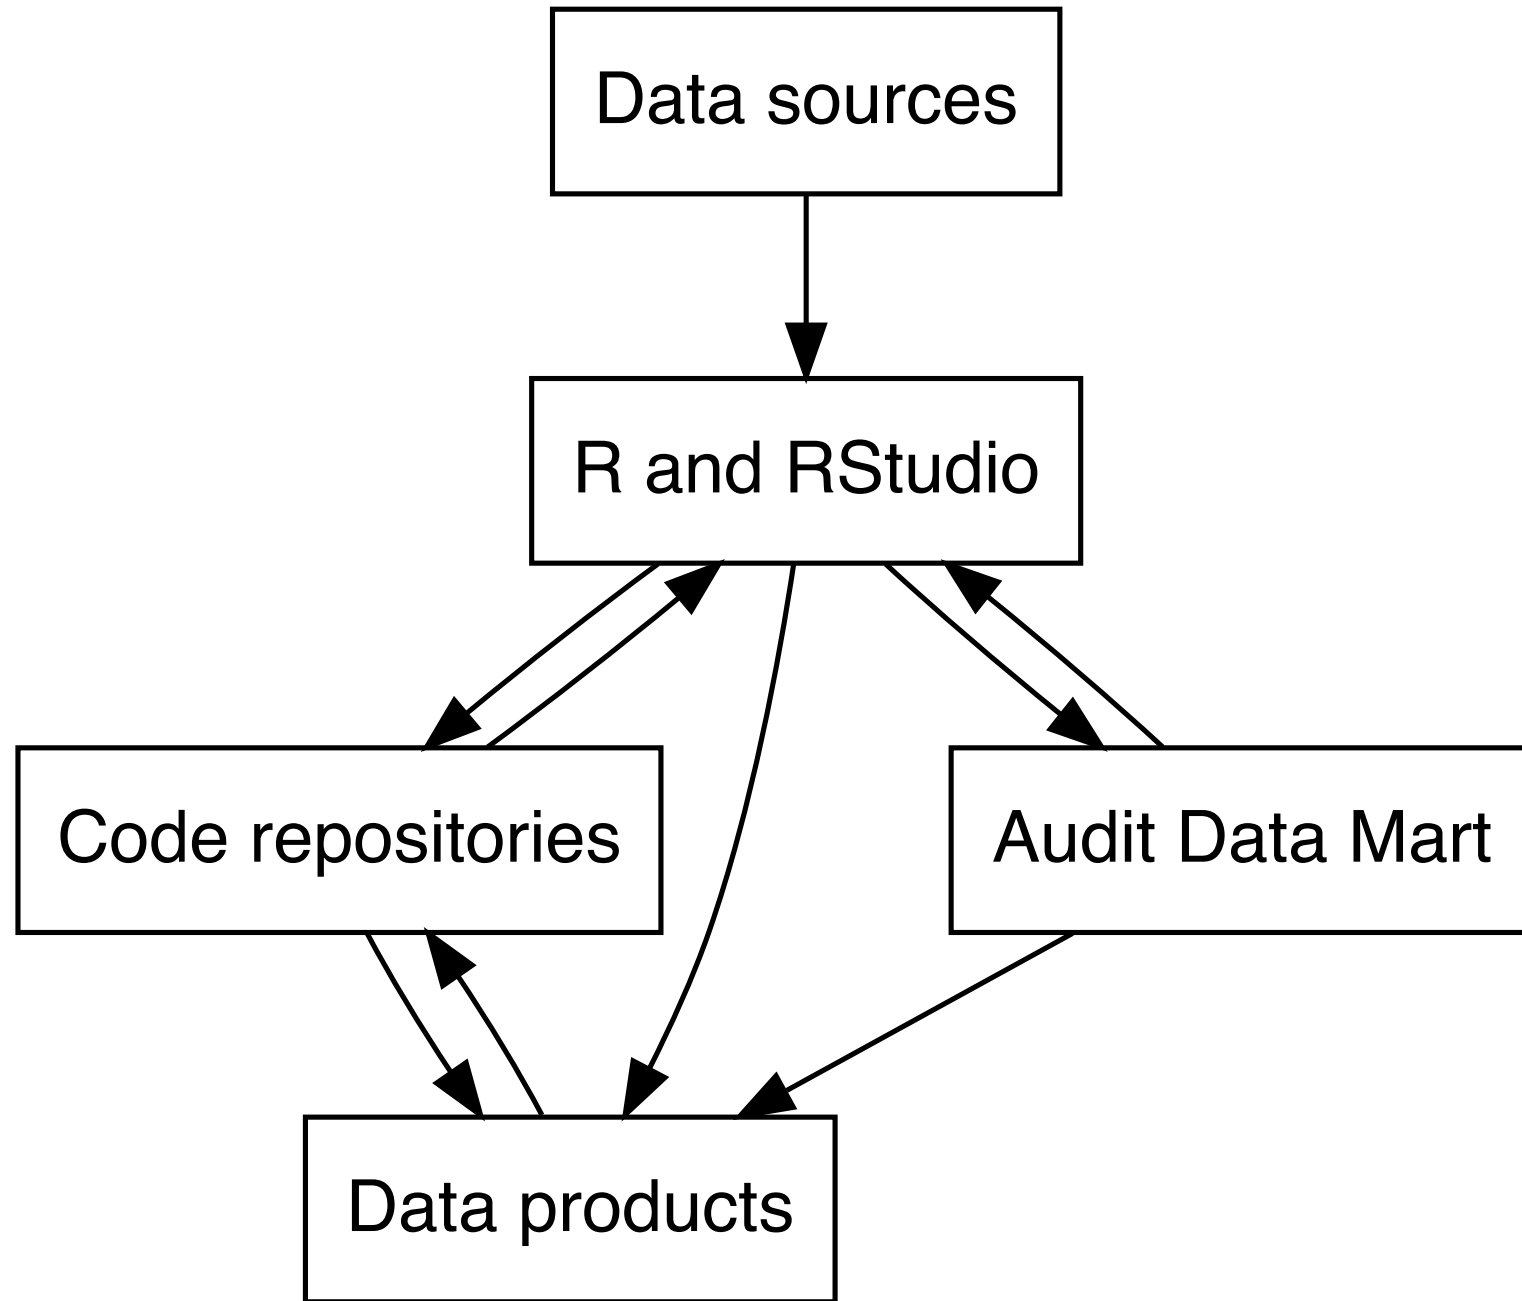 Data sources
R and RStudio
Code repositories
Audit Data Mart
Data products